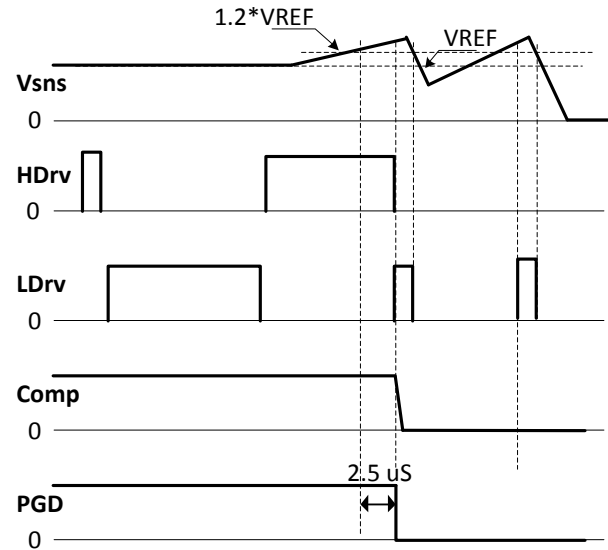 1.2*VREF
VREF
Vsns
0
HDrv
0
LDrv
0
Comp
0
2.5 uS
PGD
0